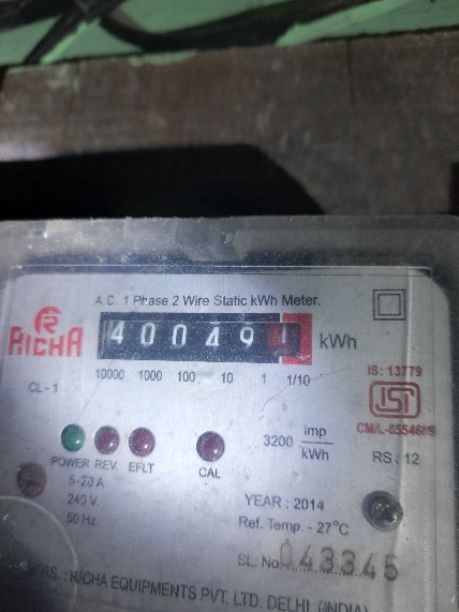 A.C. 1 Phase 2 Wire Static kWh Meter.
RICHA
400491 kWh
10000 1000 100 10 1 1/10
CL-1
IS: 13779
ISI
RS: 12
3200 imp/kWh
POWER REV. EFLT CAL
5-20 A
240 V.
50 Hz.
YEAR : 2014
Ref. Temp. - 27°C
SL. No. 043345
RICHA EQUIPMENTS PVT. LTD. DELHI. (INDIA)